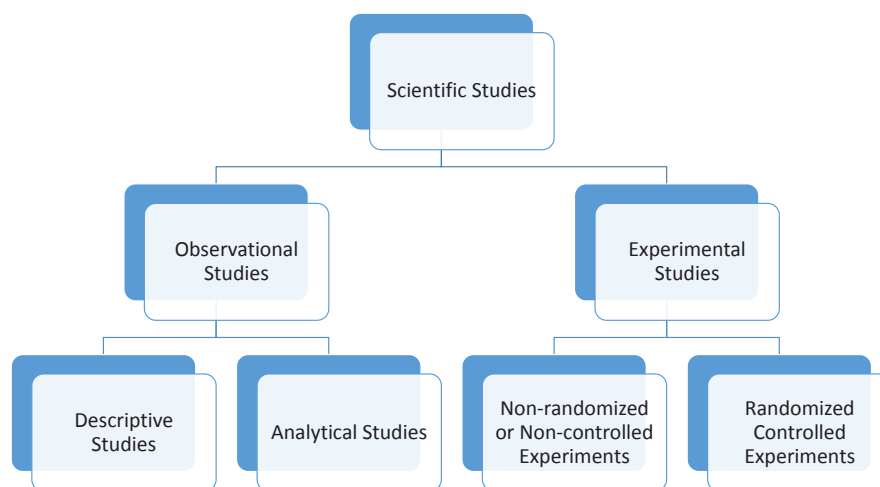 Scientific Studies
Observational
Studies
Experimental
Studies
Descriptive
Studies
Analytical Studies
Non-randomized
or Non-controlled
Experiments
Randomized
Controlled
Experiments